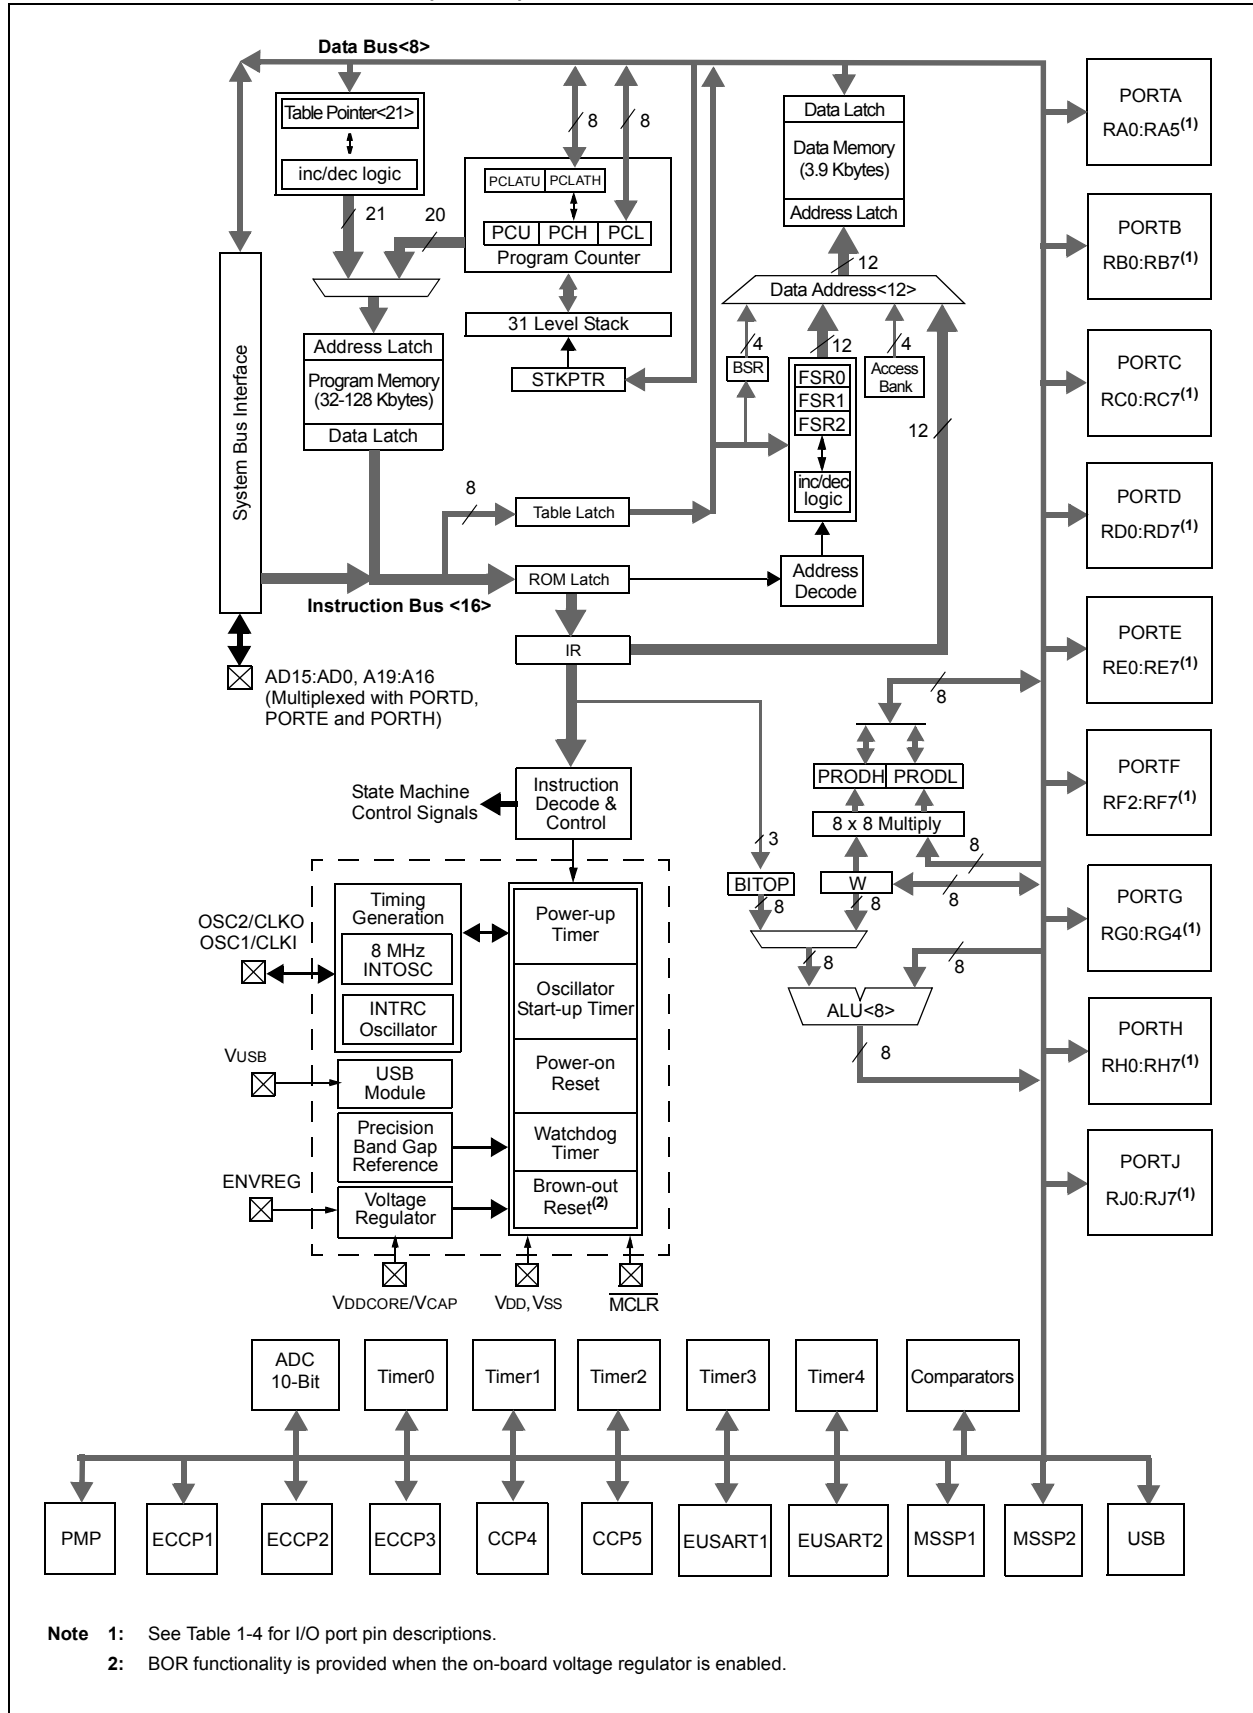 Data Bus<8>
Table Pointer<21>
inc/dec logic
21
20
8
8
PCLATU PCLATH
PCU PCH PCL
Program Counter
31 Level Stack
STKPTR
Data Latch
Data Memory
(3.9 Kbytes)
Address Latch
12
Data Address<12>
4
12
4
BSR
FSR0
FSR1
FSR2
inc/dec
logic
Access
Bank
12
Address
Decode
System Bus Interface
Address Latch
Program Memory
(32-128 Kbytes)
Data Latch
8
Table Latch
ROM Latch
Instruction Bus <16>
IR
AD15:AD0, A19:A16
(Multiplexed with PORTD,
PORTE and PORTH)
State Machine
Control Signals
Instruction
Decode &
Control
8
PRODH PRODL
8 x 8 Multiply
3
8
BITOP
W
8
8
8
8
8
ALU<8>
8
OSC2/CLKO
OSC1/CLKI
Timing
Generation
8 MHz
INTOSC
INTRC
Oscillator
VUSB
USB
Module
Precision
Band Gap
Reference
ENVREG
Voltage
Regulator
Power-up
Timer
Oscillator
Start-up Timer
Power-on
Reset
Watchdog
Timer
Brown-out
Reset(2)
VDDCORE/VCAP
VDD, VSS
MCLR
PORTA
RA0:RA5(1)
PORTB
RB0:RB7(1)
PORTC
RC0:RC7(1)
PORTD
RD0:RD7(1)
PORTE
RE0:RE7(1)
PORTF
RF2:RF7(1)
PORTG
RG0:RG4(1)
PORTH
RH0:RH7(1)
PORTJ
RJ0:RJ7(1)
ADC
10-Bit
Timer0
Timer1
Timer2
Timer3
Timer4
Comparators
PMP
ECCP1
ECCP2
ECCP3
CCP4
CCP5
EUSART1
EUSART2
MSSP1
MSSP2
USB
Note 1: See Table 1-4 for I/O port pin descriptions.
2: BOR functionality is provided when the on-board voltage regulator is enabled.